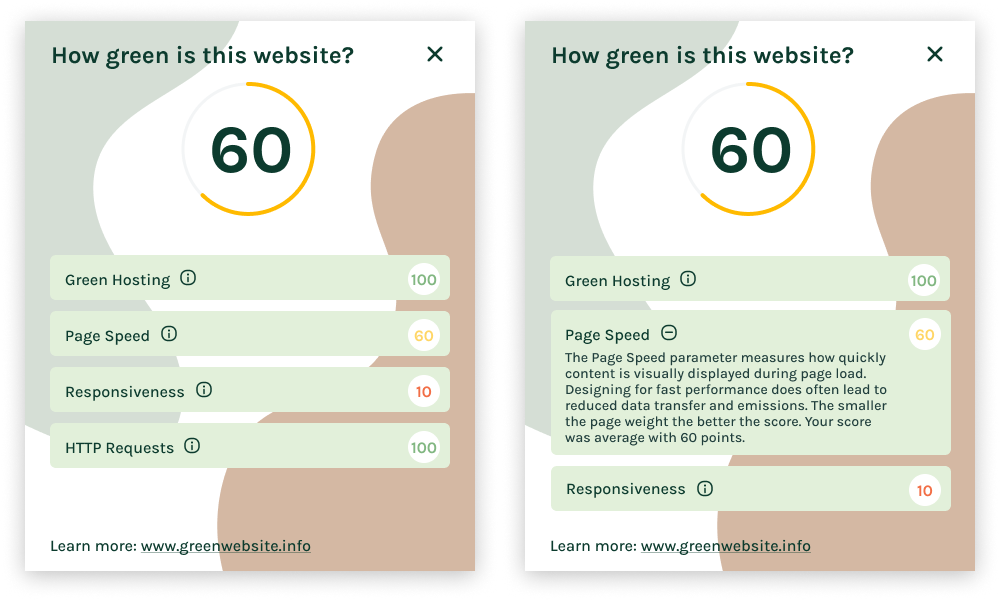 How green is this website?
60
Green Hosting
100
Page Speed
60
Responsiveness
10
HTTP Requests
100
Learn more: www.greenwebsite.info
How green is this website?
60
Green Hosting
100
Page Speed
60
The Page Speed parameter measures how quickly
content is visually displayed during page load.
Designing for fast performance does often lead to
reduced data transfer and emissions. The smaller
the page weight the better the score. Your score
was average with 60 points.
Responsiveness
10
Learn more: www.greenwebsite.info